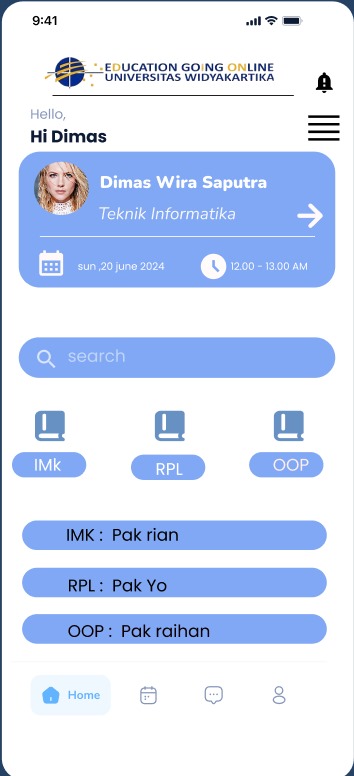 9:41
EDUCATION GOING ONLINE
UNIVERSITAS WIDYAKARTIKA
Hello,
Hi Dimas
Dimas Wira Saputra
Teknik Informatika
sun ,20 june 2024
12.00 - 13.00 AM
search
IMk
RPL
OOP
IMK : Pak rian
RPL : Pak Yo
OOP : Pak raihan
Home